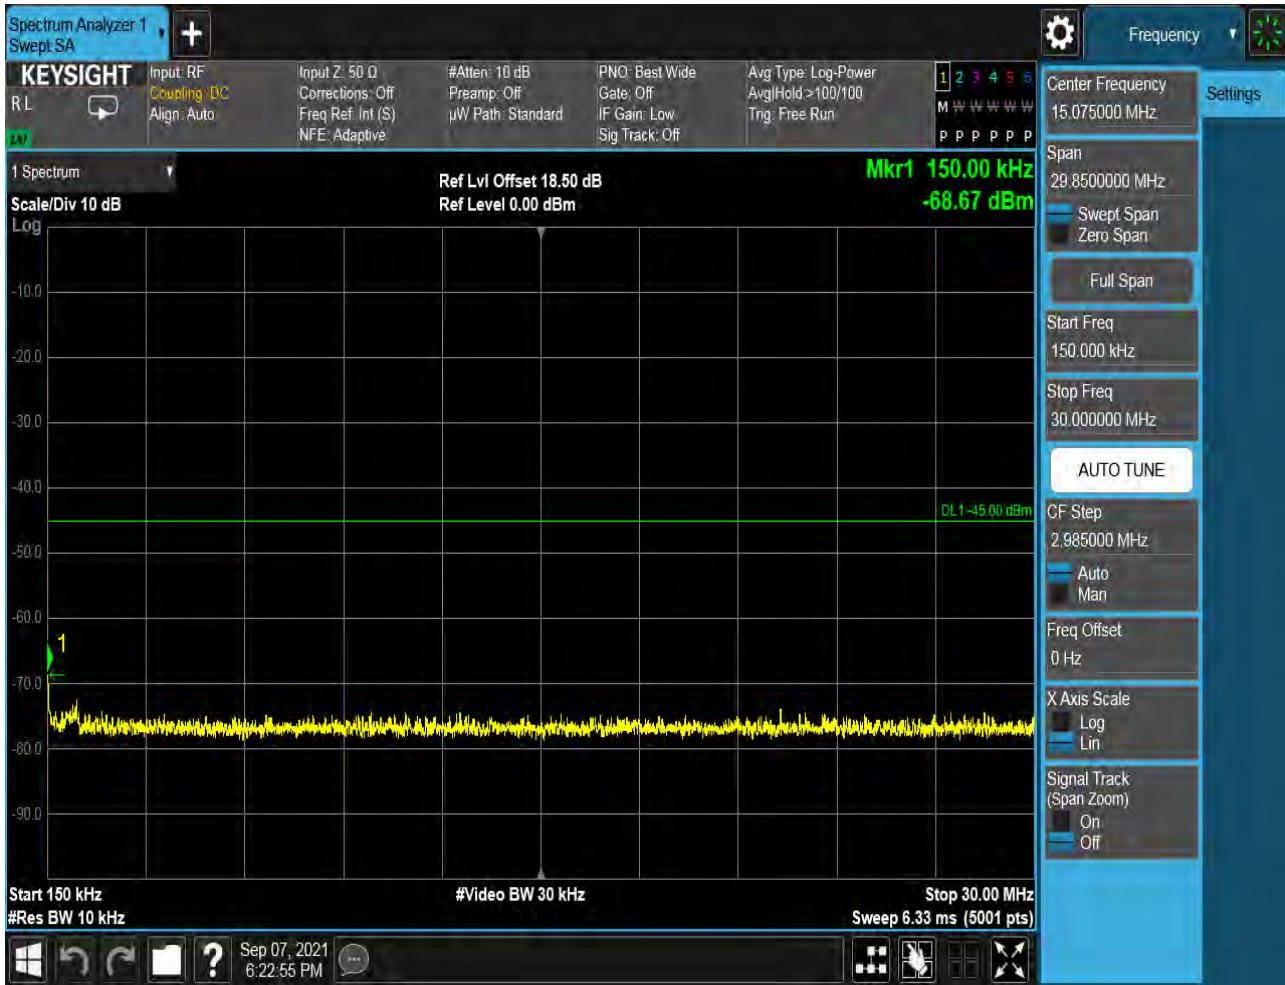 Spectrum Analyzer 1
Swept SA
Frequency
KEYSIGHT
R L
LNI
Input: RF
Coupling: DC
Align: Auto
Input Z: 50 Ω
Corrections: Off
Freq Ref: Int (S)
NFE: Adaptive
#Atten: 10 dB
Preamp: Off
µW Path: Standard
PNO: Best Wide
Gate: Off
IF Gain: Low
Sig Track: Off
Avg Type: Log-Power
Avg|Hold:>100/100
Trig: Free Run
1 2 3 4 5 6
M W W W W W
P P P P P P
1 Spectrum
Scale/Div 10 dB
Ref Lvl Offset 18.50 dB
Ref Level 0.00 dBm
Mkr1 150.00 kHz
-68.67 dBm
Log
-10.0
-20.0
-30.0
-40.0
DL1 -45.00 dBm
-50.0
-60.0
1
-70.0
-80.0
-90.0
Start 150 kHz
#Res BW 10 kHz
#Video BW 30 kHz
Stop 30.00 MHz
Sweep 6.33 ms (5001 pts)
Sep 07, 2021
6:22:55 PM
Center Frequency
15.075000 MHz
Settings
Span
29.8500000 MHz
Swept Span
Zero Span
Full Span
Start Freq
150.000 kHz
Stop Freq
30.000000 MHz
AUTO TUNE
CF Step
2.985000 MHz
Auto
Man
Freq Offset
0 Hz
X Axis Scale
Log
Lin
Signal Track
(Span Zoom)
On
Off